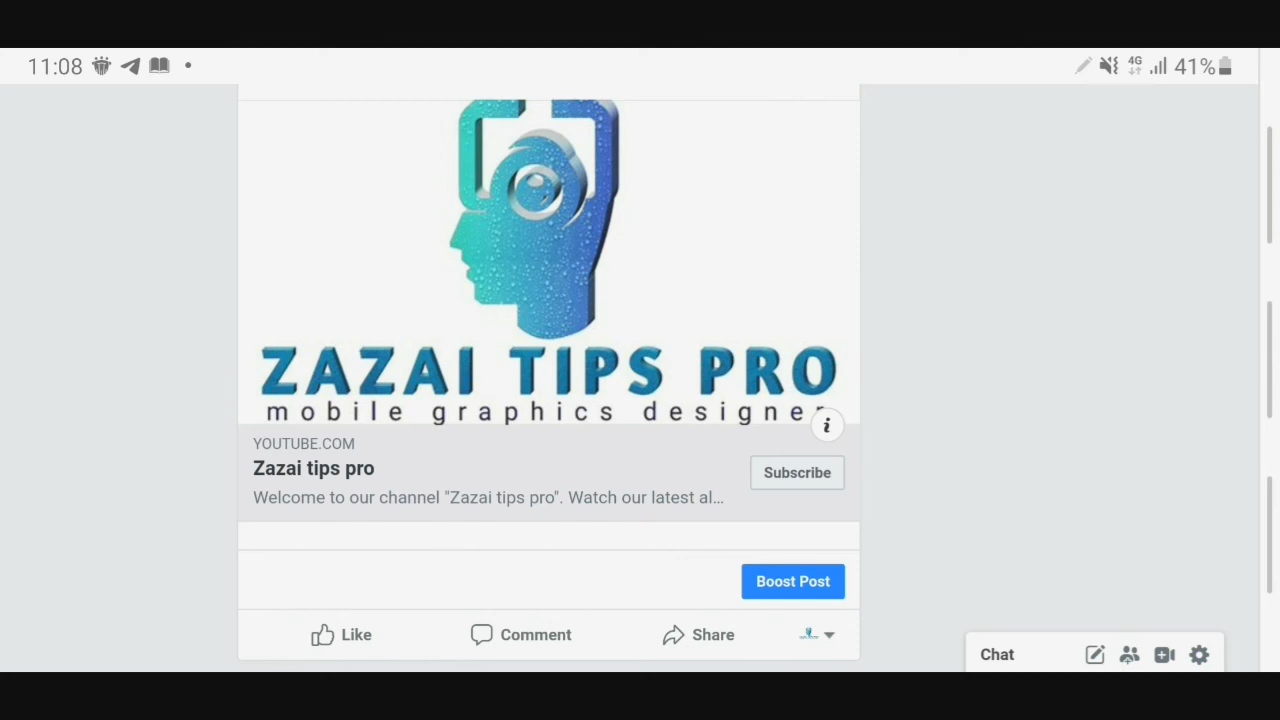 11:08
4G
41%
ZAZAI TIPS PRO
mobile graphics designer
i
YOUTUBE.COM
Zazai tips pro
Subscribe
Welcome to our channel "Zazai tips pro". Watch our latest al...
Boost Post
Like
Comment
Share
Chat